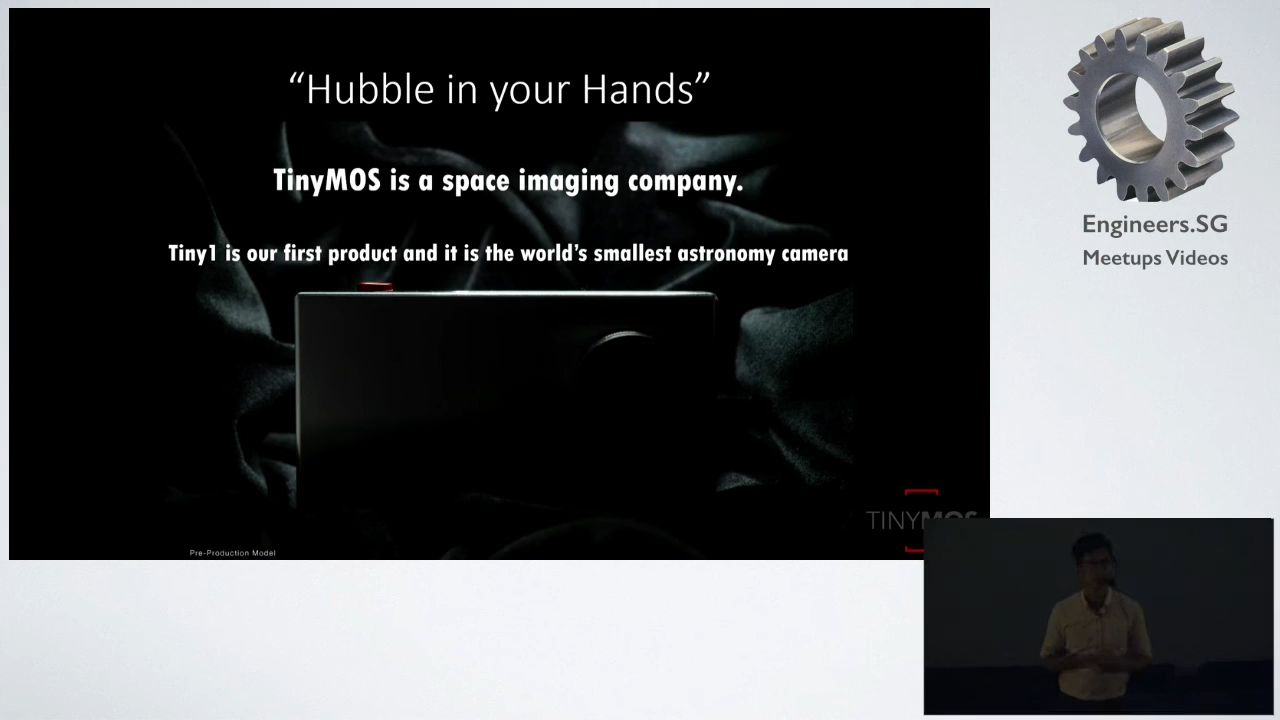 “Hubble in your Hands”
TinyMOS is a space imaging company.
Tiny1 is our first product and it is the world’s smallest astronomy camera
Pre-Production Model
TINYMOS
Engineers.SG
Meetups Videos